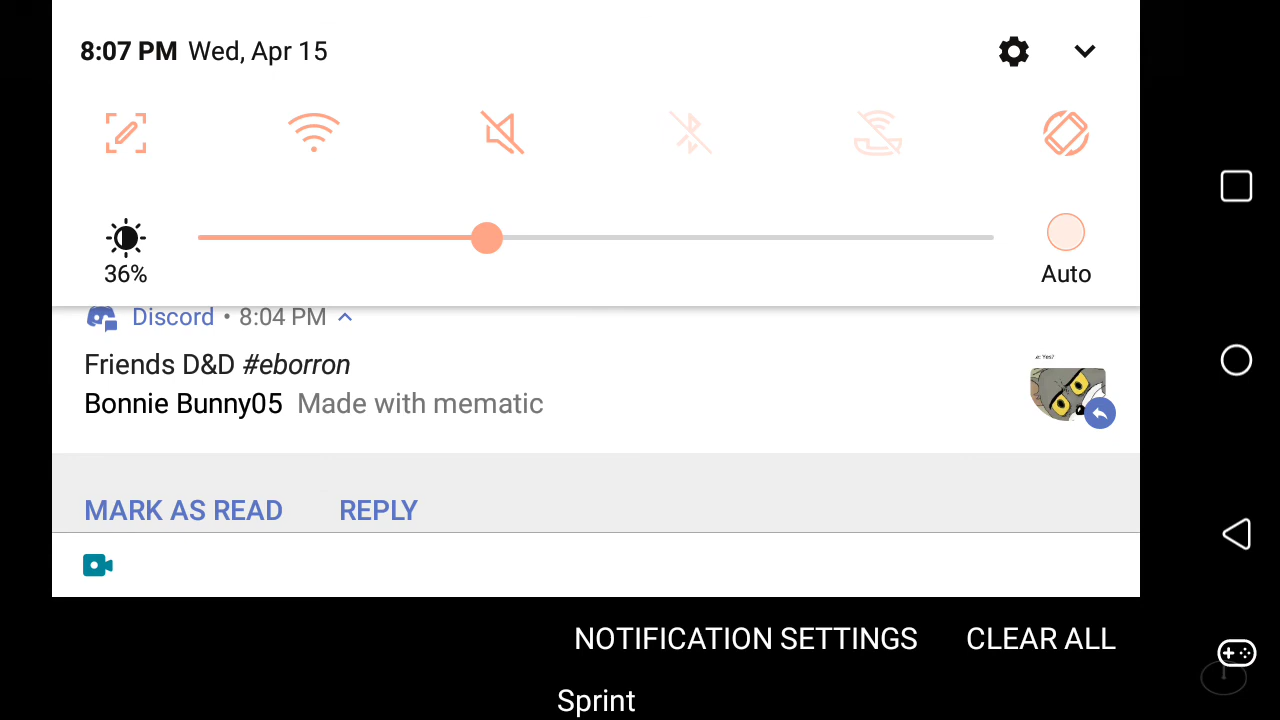 8:07 PM Wed, Apr 15
36%
Auto
Discord • 8:04 PM
Friends D&D #eborron
Bonnie Bunny05 Made with mematic
: Yes?
MARK AS READ REPLY
NOTIFICATION SETTINGS CLEAR ALL
Sprint